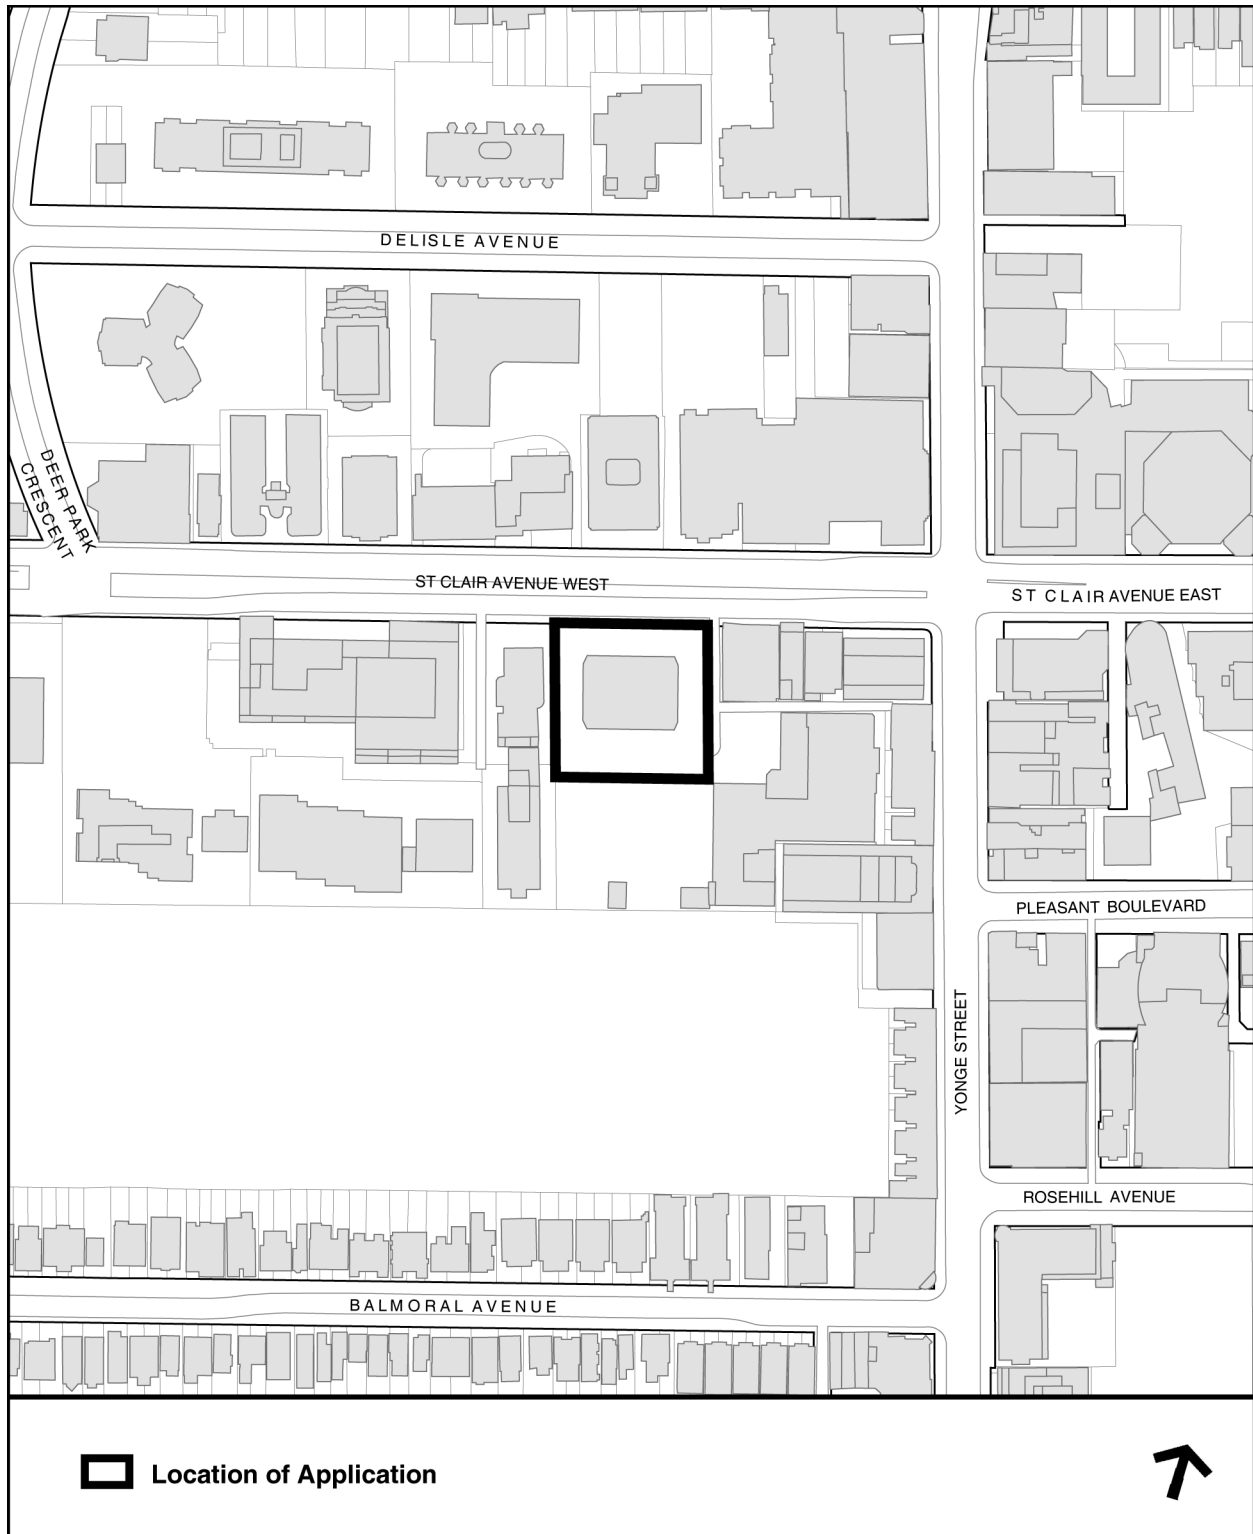 DELISLE AVENUE
DEER PARK
CRESCENT
ST CLAIR AVENUE WEST
ST CLAIR AVENUE EAST
PLEASANT BOULEVARD
YONGE STREET
ROSEHILL AVENUE
BALMORAL AVENUE
Location of Application